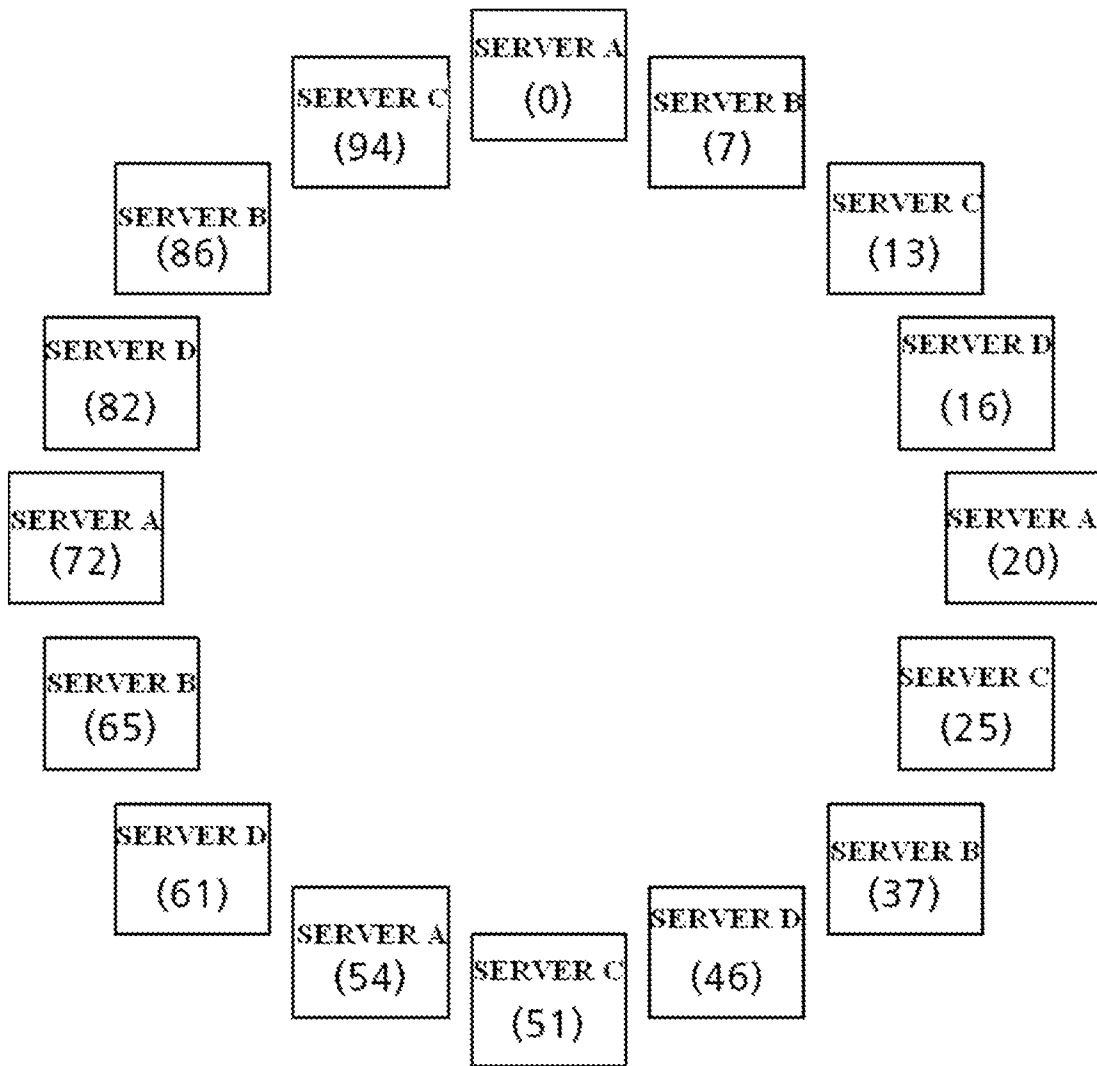 SERVER A
(0)
SERVER B
(7)
SERVER C
(13)
SERVER D
(16)
SERVER A
(20)
SERVER C
(25)
SERVER B
(37)
SERVER D
(46)
SERVER C
(51)
SERVER A
(54)
SERVER D
(61)
SERVER B
(65)
SERVER A
(72)
SERVER D
(82)
SERVER B
(86)
SERVER C
(94)